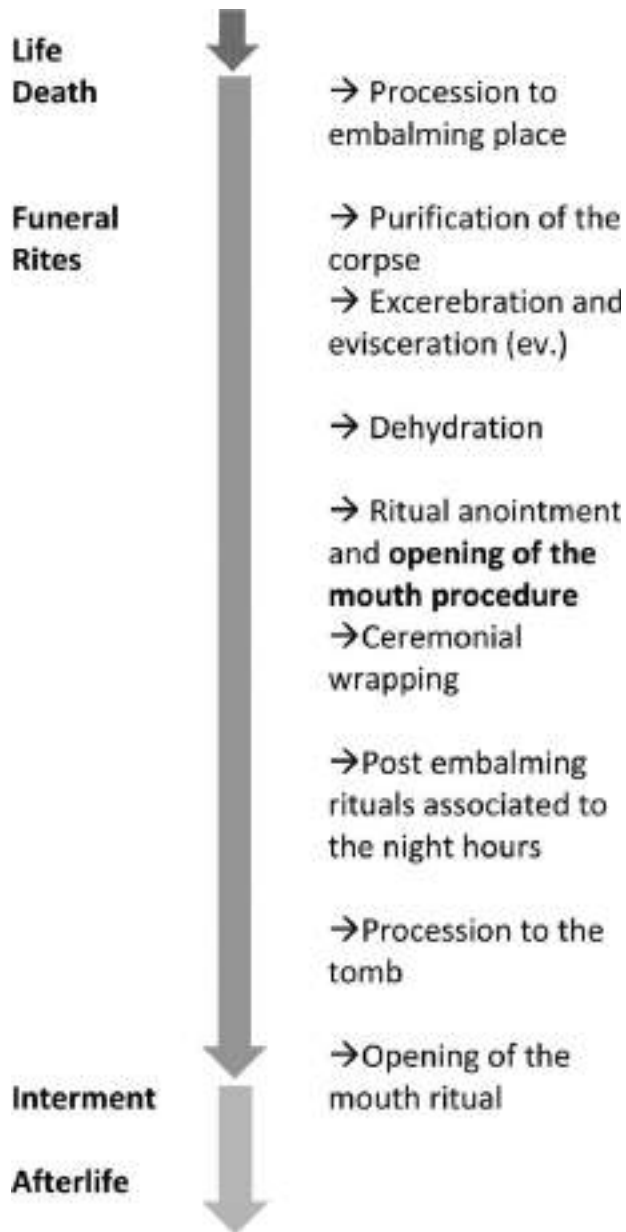 Life
Death
→ Procession to
embalming place
Funeral
Rites
→ Purification of the
corpse
→ Excerebration and
evisceration (ev.)
→ Dehydration
→ Ritual anointment
and opening of the
mouth procedure
→Ceremonial
wrapping
→Post embalming
rituals associated to
the night hours
→Procession to the
tomb
→Opening of the
mouth ritual
Interment
Afterlife